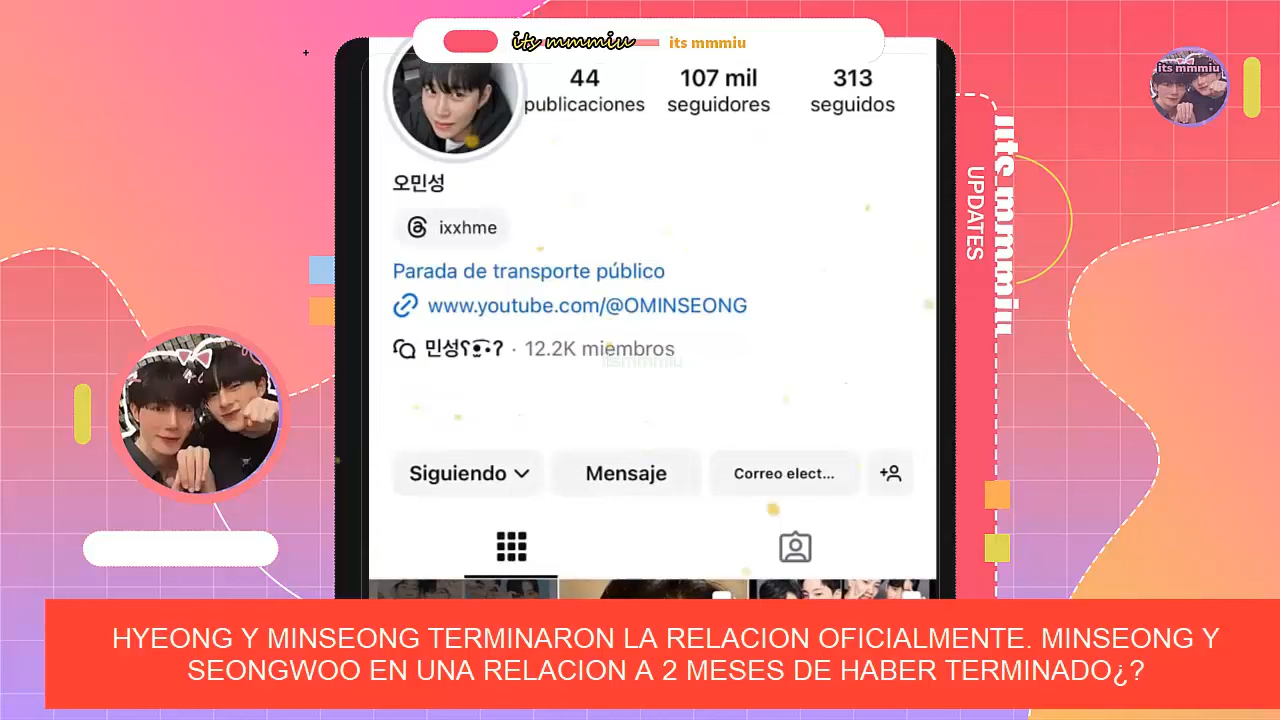 its mmmiu
its mmmiu
its mmmiu
44
107 mil
313
publicaciones
seguidores
seguidos
오민성
ixxhme
Parada de transporte público
www.youtube.com/@OMINSEONG
12.2K miembros
itsmmmiu
Siguiendo
Mensaje
Correo elect...
its mmmiu
UPDATES
HYEONG Y MINSEONG TERMINARON LA RELACION OFICIALMENTE. MINSEONG Y
SEONGWOO EN UNA RELACION A 2 MESES DE HABER TERMINADO¿?